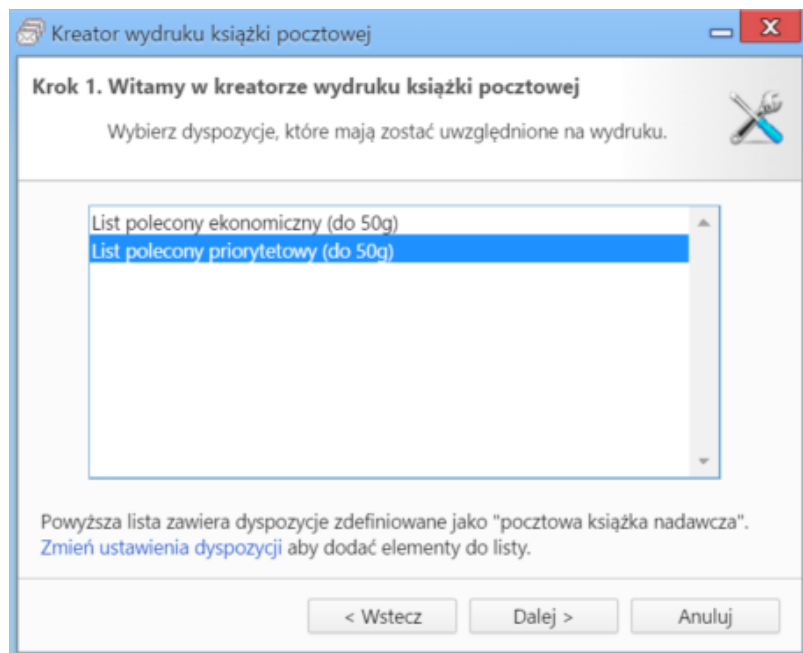 Kreator wydruku książki pocztowej
Krok 1. Witamy w kreatorze wydruku książki pocztowej
Wybierz dyspozycje, które mają zostać uwzględnione na wydruku.
List polecony ekonomiczny (do 50g)
List polecony priorytetowy (do 50g)
Powyższa lista zawiera dyspozycje zdefiniowane jako "pocztowa książka nadawcza".
Zmień ustawienia dyspozycji aby dodać elementy do listy.
< Wstecz Dalej > Anuluj